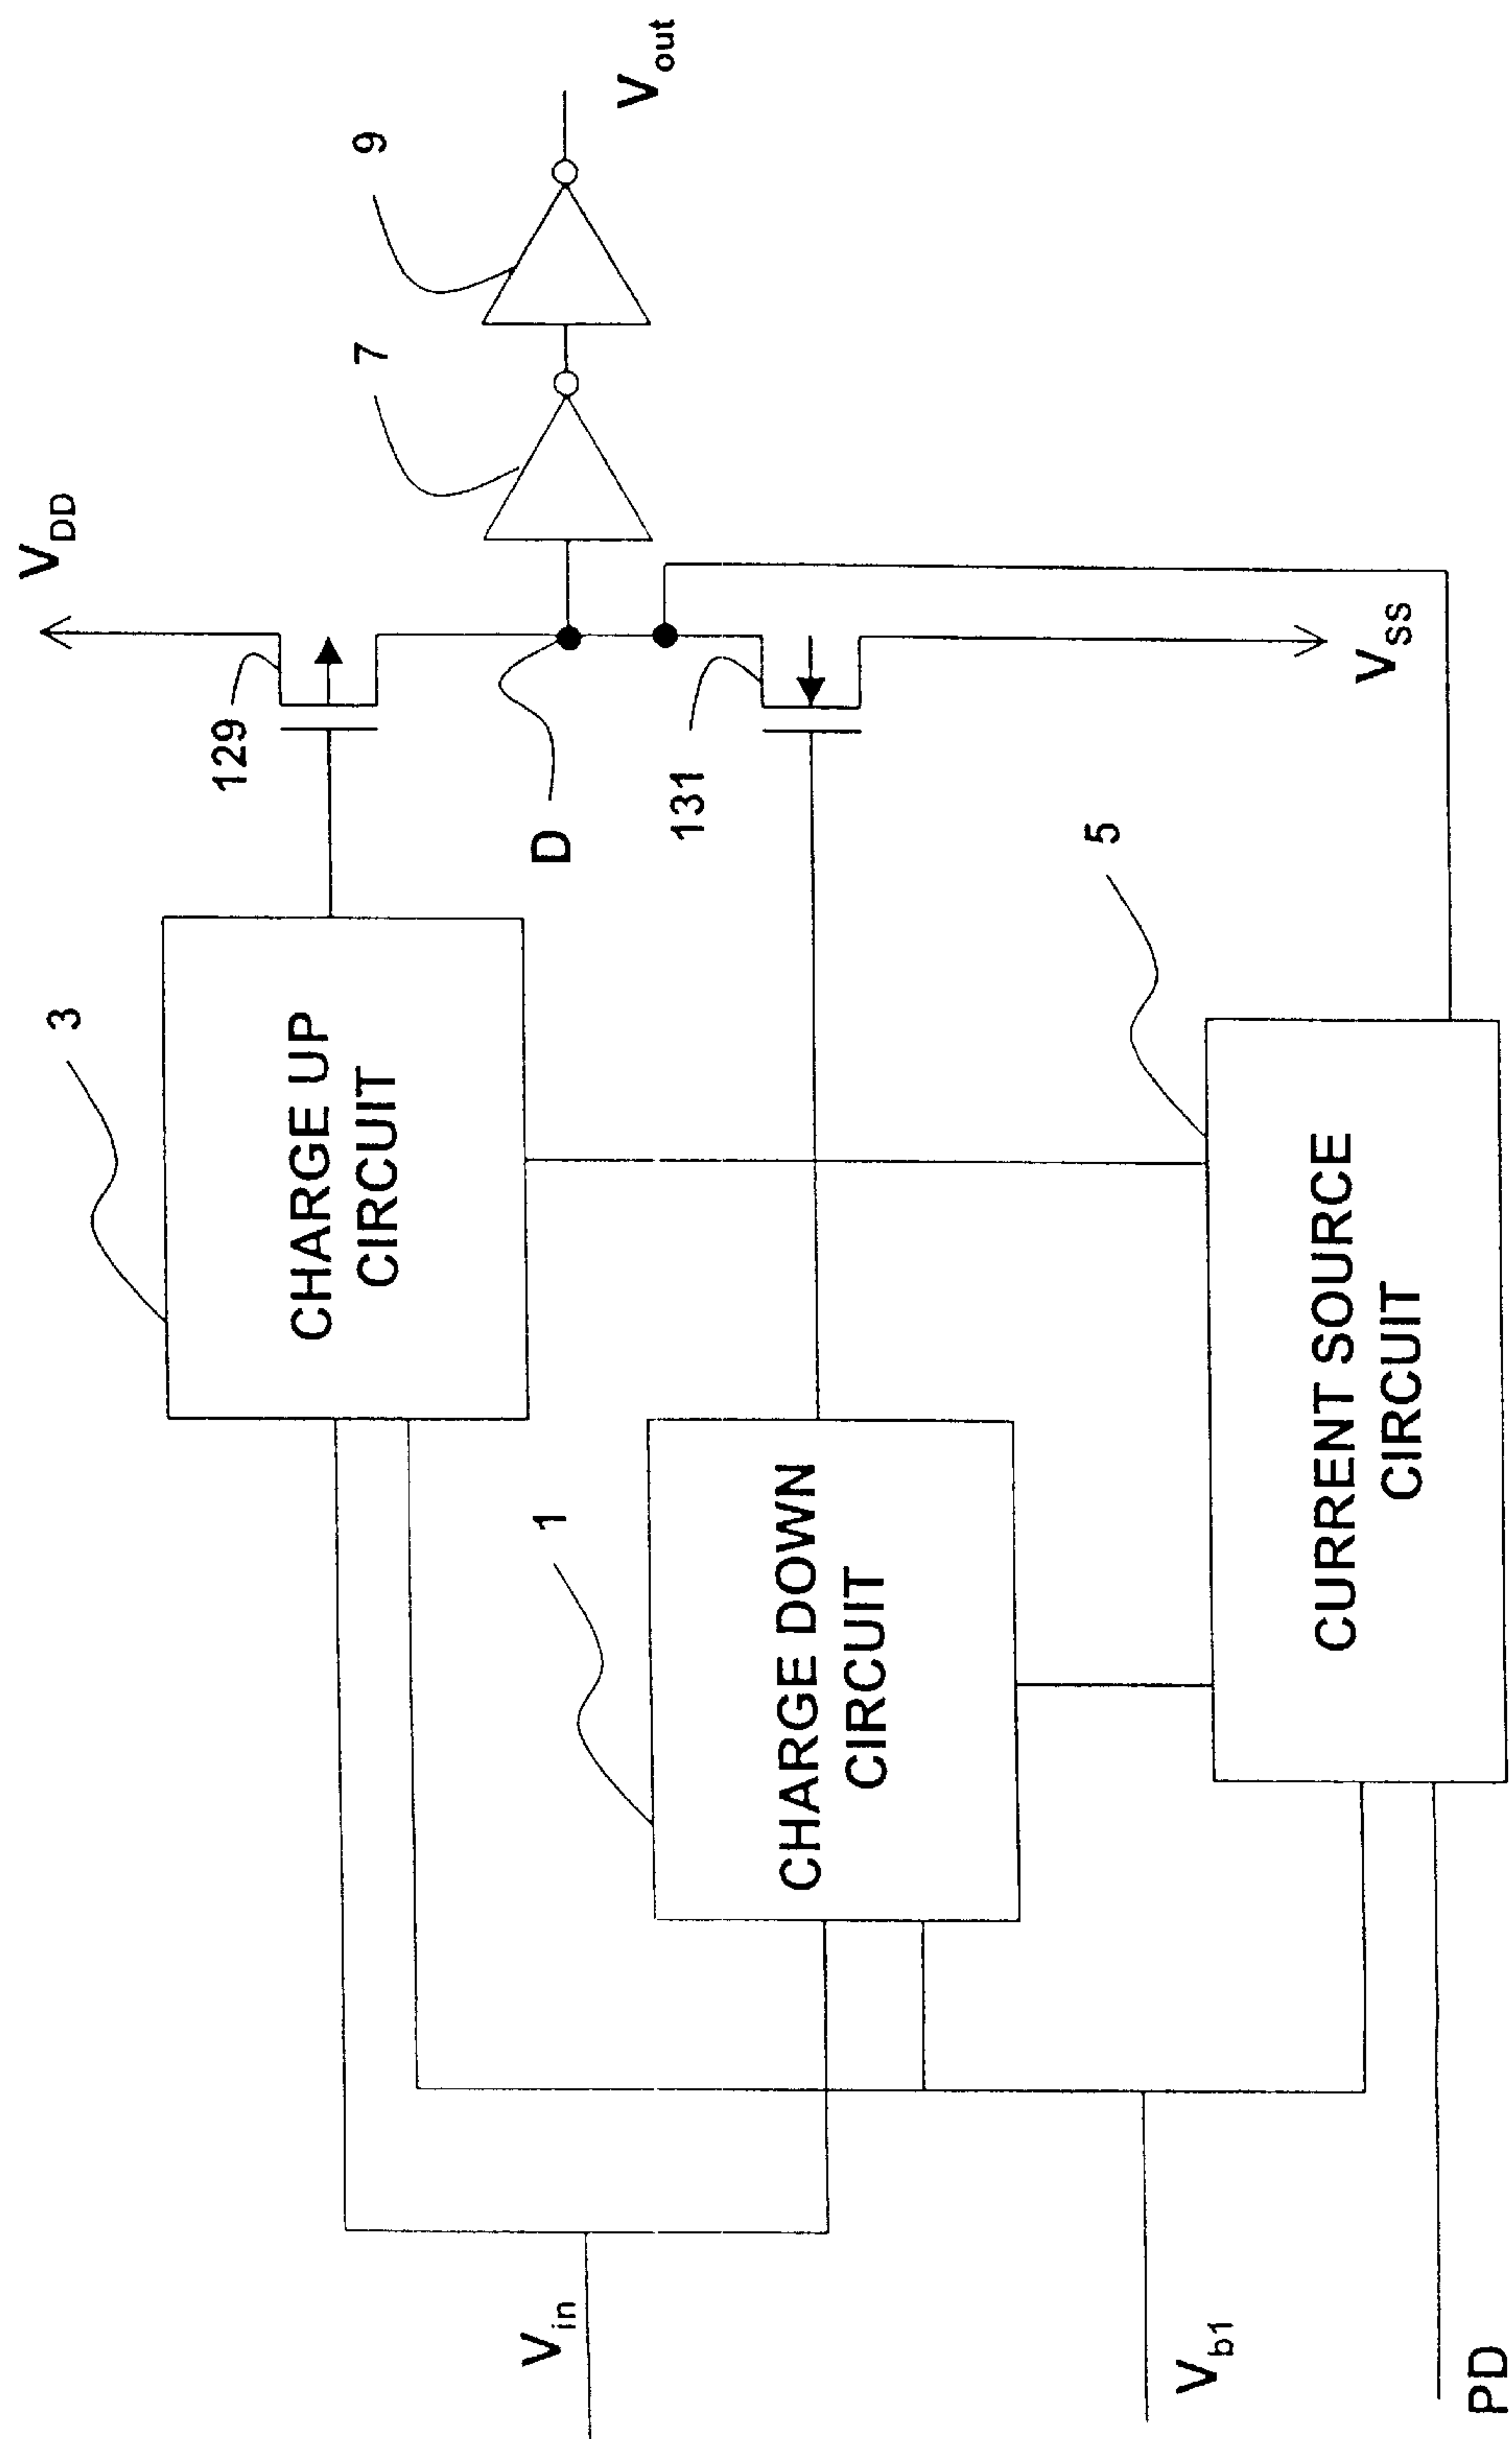 V_DD
3
CHARGE UP
CIRCUIT
129
7
9
V_out
D
1
CHARGE DOWN
CIRCUIT
131
V_in
5
V_SS
V_b1
CURRENT SOURCE
CIRCUIT
PD